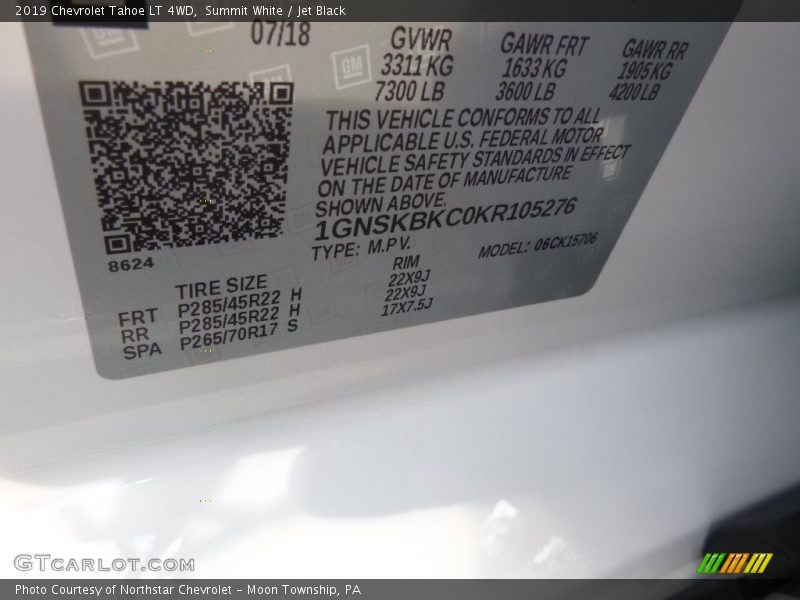 2019 Chevrolet Tahoe LT 4WD, Summit White / Jet Black
07/18
GVWR
3311 KG
7300 LB
GAWR FRT
1633 KG
3600 LB
GAWR RR
1905 KG
4200 LB
GM
THIS VEHICLE CONFORMS TO ALL
APPLICABLE U.S. FEDERAL MOTOR
VEHICLE SAFETY STANDARDS IN EFFECT
ON THE DATE OF MANUFACTURE
SHOWN ABOVE.
1GNSKBKC0KR105276
TYPE: M.P.V. MODEL: 06CK15706
8624
TIRE SIZE RIM
FRT P285/45R22 H 22X9J
RR P285/45R22 H 22X9J
SPA P265/70R17 S 17X7.5J
GTCARLOT.COM
Photo Courtesy of Northstar Chevrolet - Moon Township, PA